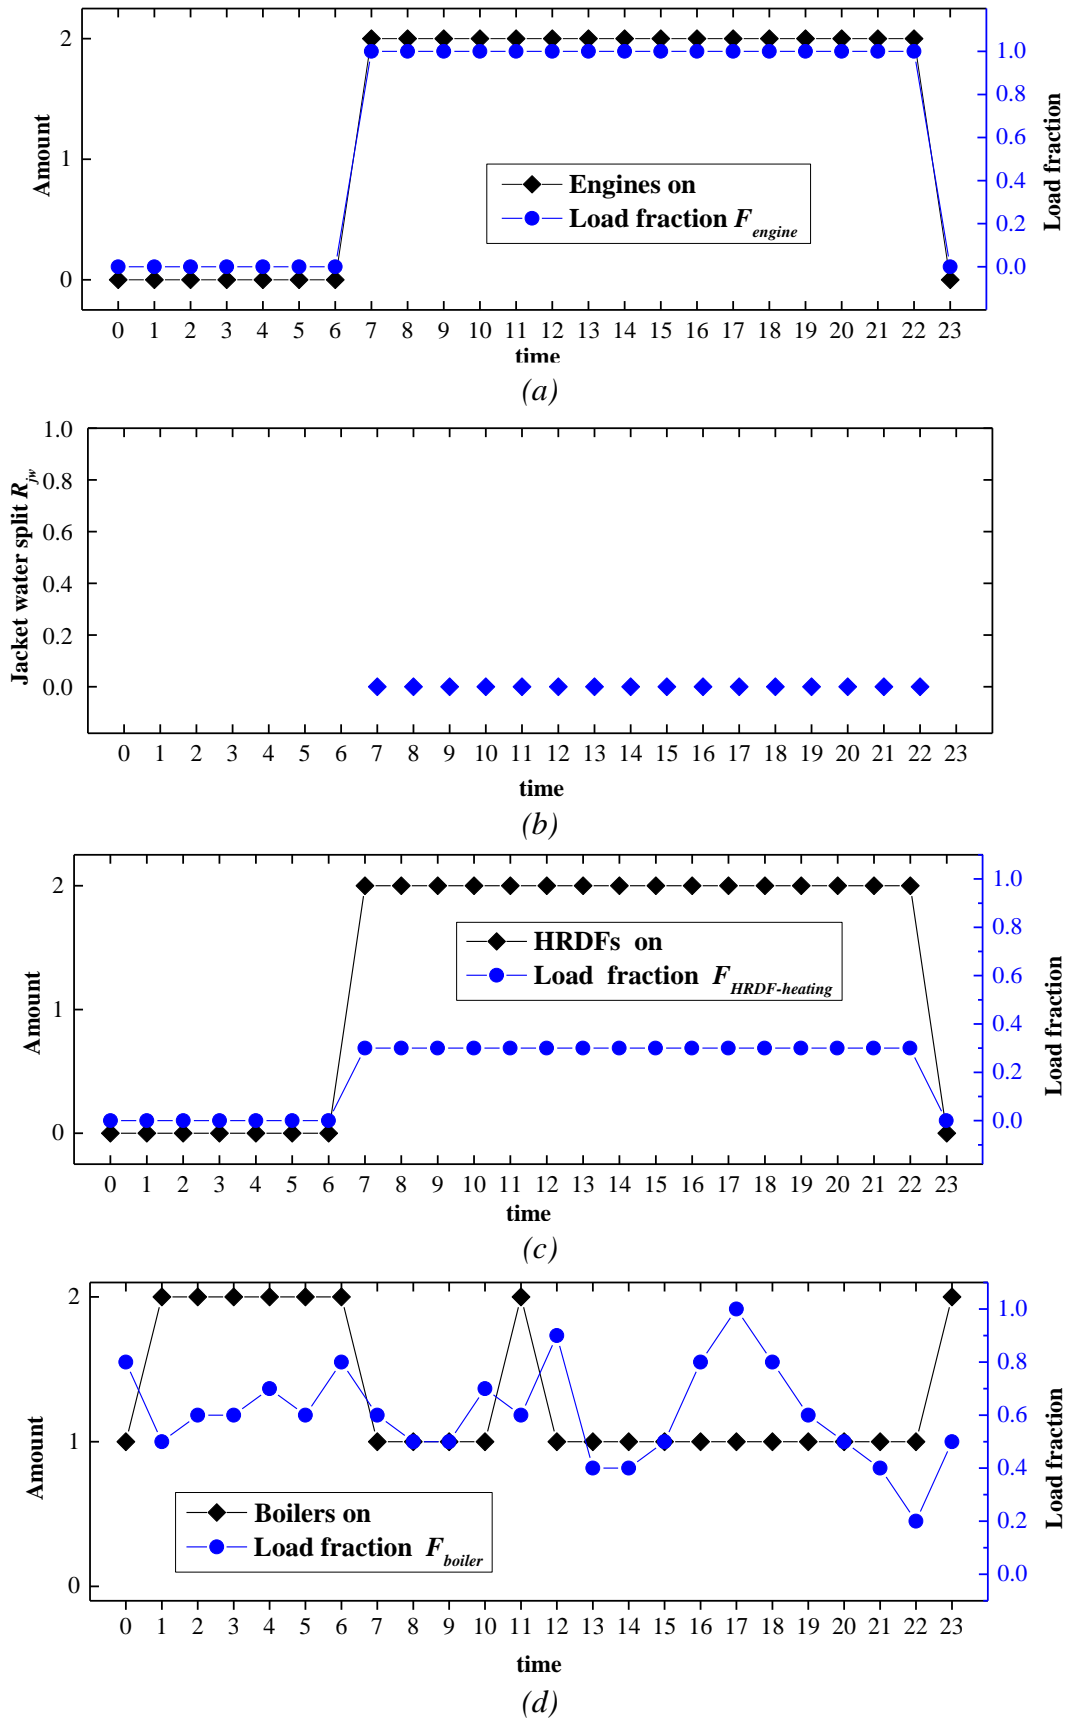 2
1
0
Amount
1.0
0.8
0.6
0.4
0.2
0.0
Load fraction
Engines on
Load fraction F_engine
0 1 2 3 4 5 6 7 8 9 10 11 12 13 14 15 16 17 18 19 20 21 22 23
time
(a)
1.0
0.8
0.6
0.4
0.2
0.0
Jacket water split R_jw
0 1 2 3 4 5 6 7 8 9 10 11 12 13 14 15 16 17 18 19 20 21 22 23
time
(b)
2
1
0
Amount
1.0
0.8
0.6
0.4
0.2
0.0
Load fraction
HRDFs on
Load fraction F_HRDF-heating
0 1 2 3 4 5 6 7 8 9 10 11 12 13 14 15 16 17 18 19 20 21 22 23
time
(c)
2
1
0
Amount
1.0
0.8
0.6
0.4
0.2
0.0
Load fraction
Boilers on
Load fraction F_boiler
0 1 2 3 4 5 6 7 8 9 10 11 12 13 14 15 16 17 18 19 20 21 22 23
time
(d)